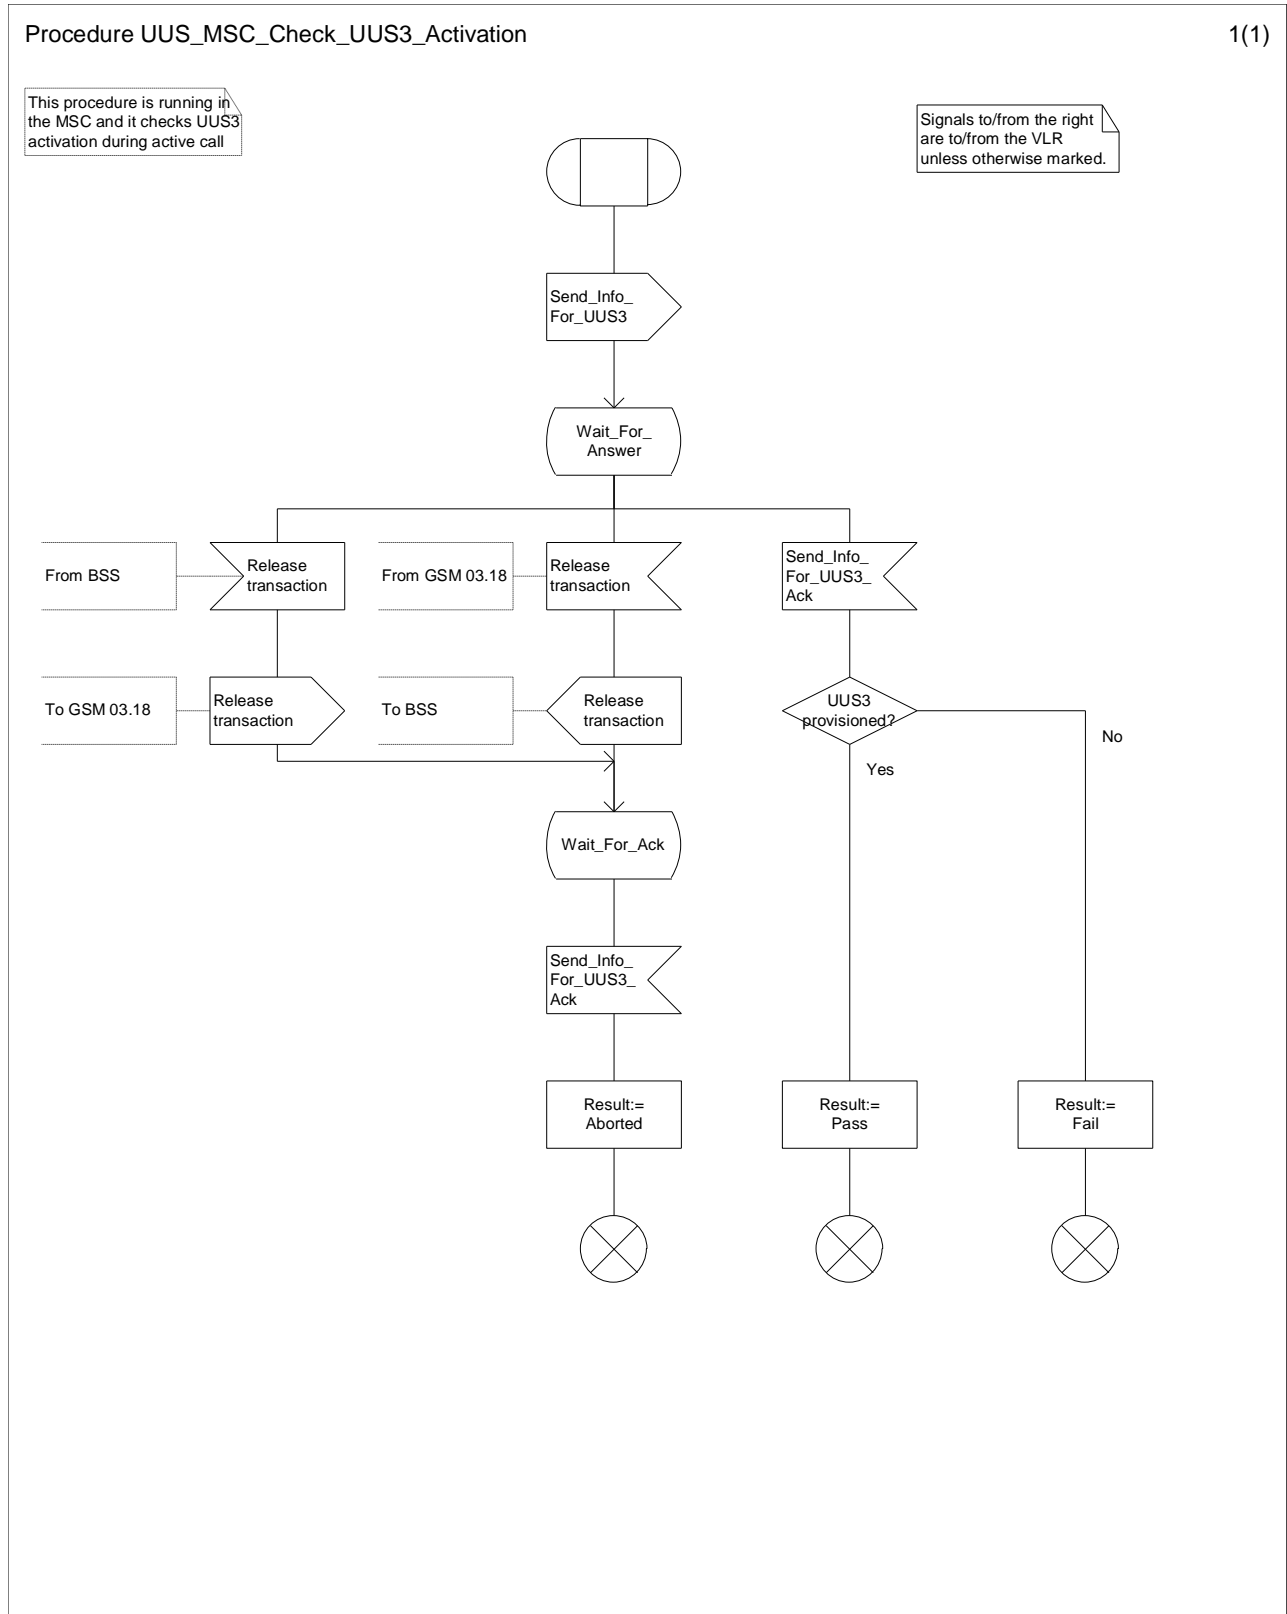 Procedure UUS_MSC_Check_UUS3_Activation
1(1)
This procedure is running in
the MSC and it checks UUS3
activation during active call
Signals to/from the right
are to/from the VLR
unless otherwise marked.
Send_Info_
For_UUS3
Wait_For_
Answer
From BSS
Release
transaction
From GSM 03.18
Release
transaction
Send_Info_
For_UUS3_
Ack
To GSM 03.18
Release
transaction
To BSS
Release
transaction
UUS3
provisioned?
No
Yes
Wait_For_Ack
Send_Info_
For_UUS3_
Ack
Result:=
Aborted
Result:=
Pass
Result:=
Fail